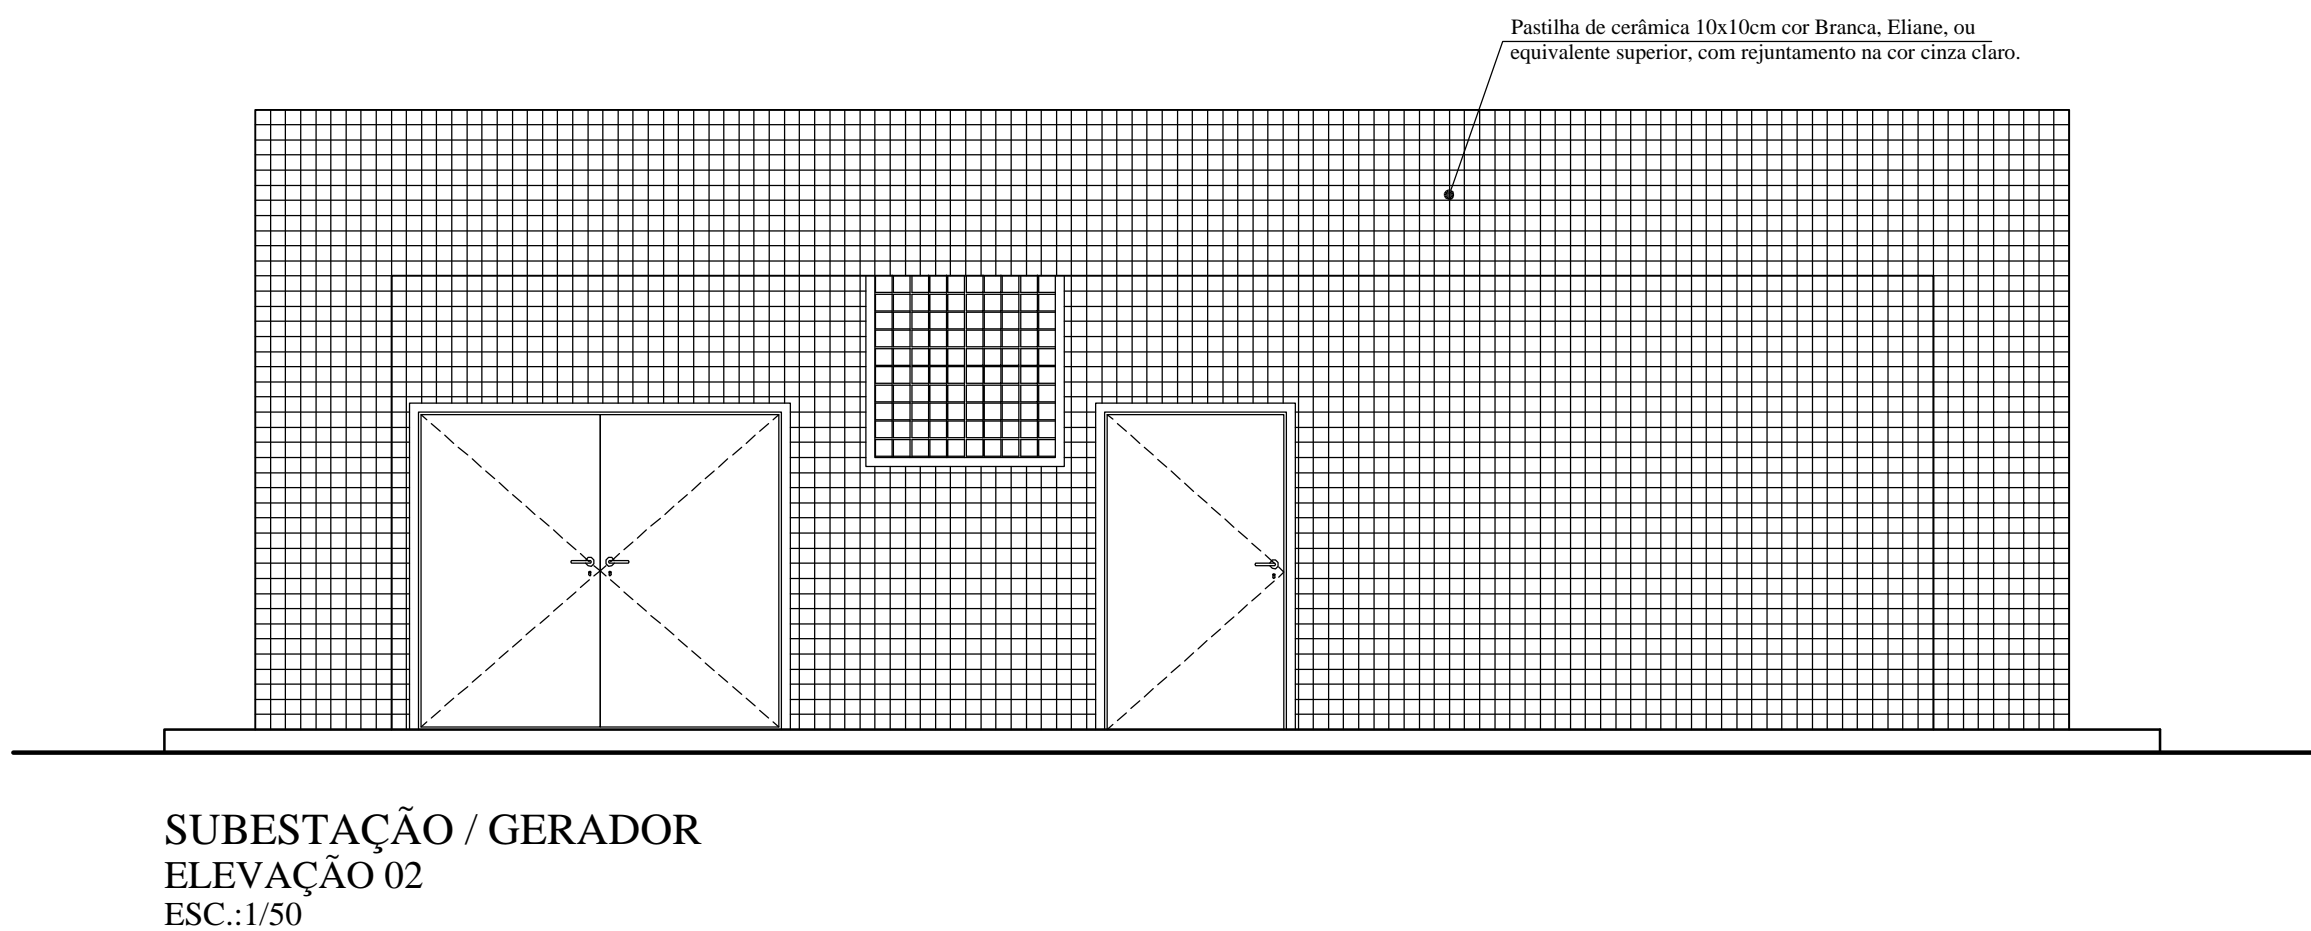 Pastilha de cerâmica 10x10cm cor Branca, Eliane, ou
equivalente superior, com rejuntamento na cor cinza claro.
SUBESTAÇÃO / GERADOR
ELEVAÇÃO 02
ESC.:1/50